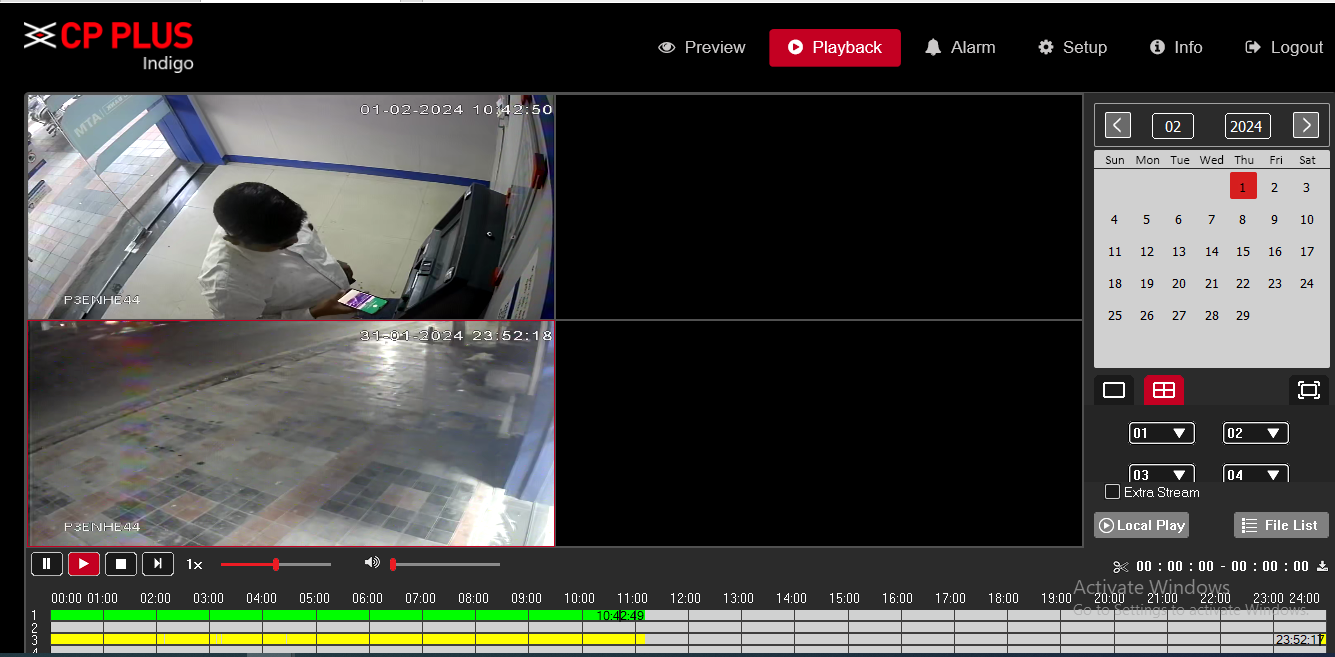 CP PLUS
Indigo
Preview
Playback
Alarm
Setup
Info
Logout
01-02-2024 10:42:50
P3ENHE44
31-01-2024 23:52:18
P3ENHE44
02 2024
Sun Mon Tue Wed Thu Fri Sat
1 2 3
4 5 6 7 8 9 10
11 12 13 14 15 16 17
18 19 20 21 22 23 24
25 26 27 28 29
01 02
03 04
Extra Stream
Local Play
File List
1x
00 : 00 : 00 - 00 : 00 : 00
Activate Windows
Go to Settings to activate Windows.
00:00 01:00 02:00 03:00 04:00 05:00 06:00 07:00 08:00 09:00 10:00 11:00 12:00 13:00 14:00 15:00 16:00 17:00 18:00 19:00 20:00 21:00 22:00 23:00 24:00
1 10:42:49
2
3 23:52:17
4